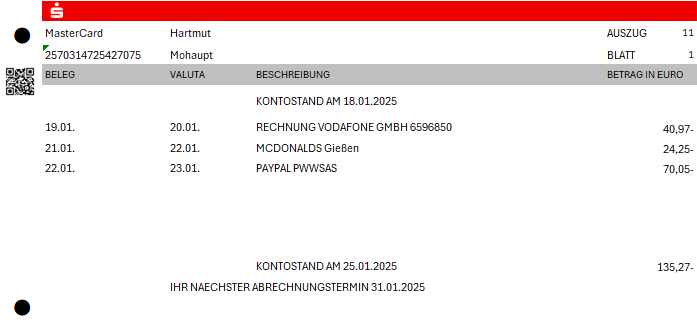 MasterCard Hartmut AUSZUG 11
2570314725427075 Mohaupt BLATT 1
BELEG VALUTA BESCHREIBUNG BETRAG IN EURO
KONTOSTAND AM 18.01.2025
19.01. 20.01. RECHNUNG VODAFONE GMBH 6596850 40,97-
21.01. 22.01. MCDONALDS Gießen 24,25-
22.01. 23.01. PAYPAL PWWSAS 70,05-
KONTOSTAND AM 25.01.2025 135,27-
IHR NAECHSTER ABRECHNUNGSTERMIN 31.01.2025